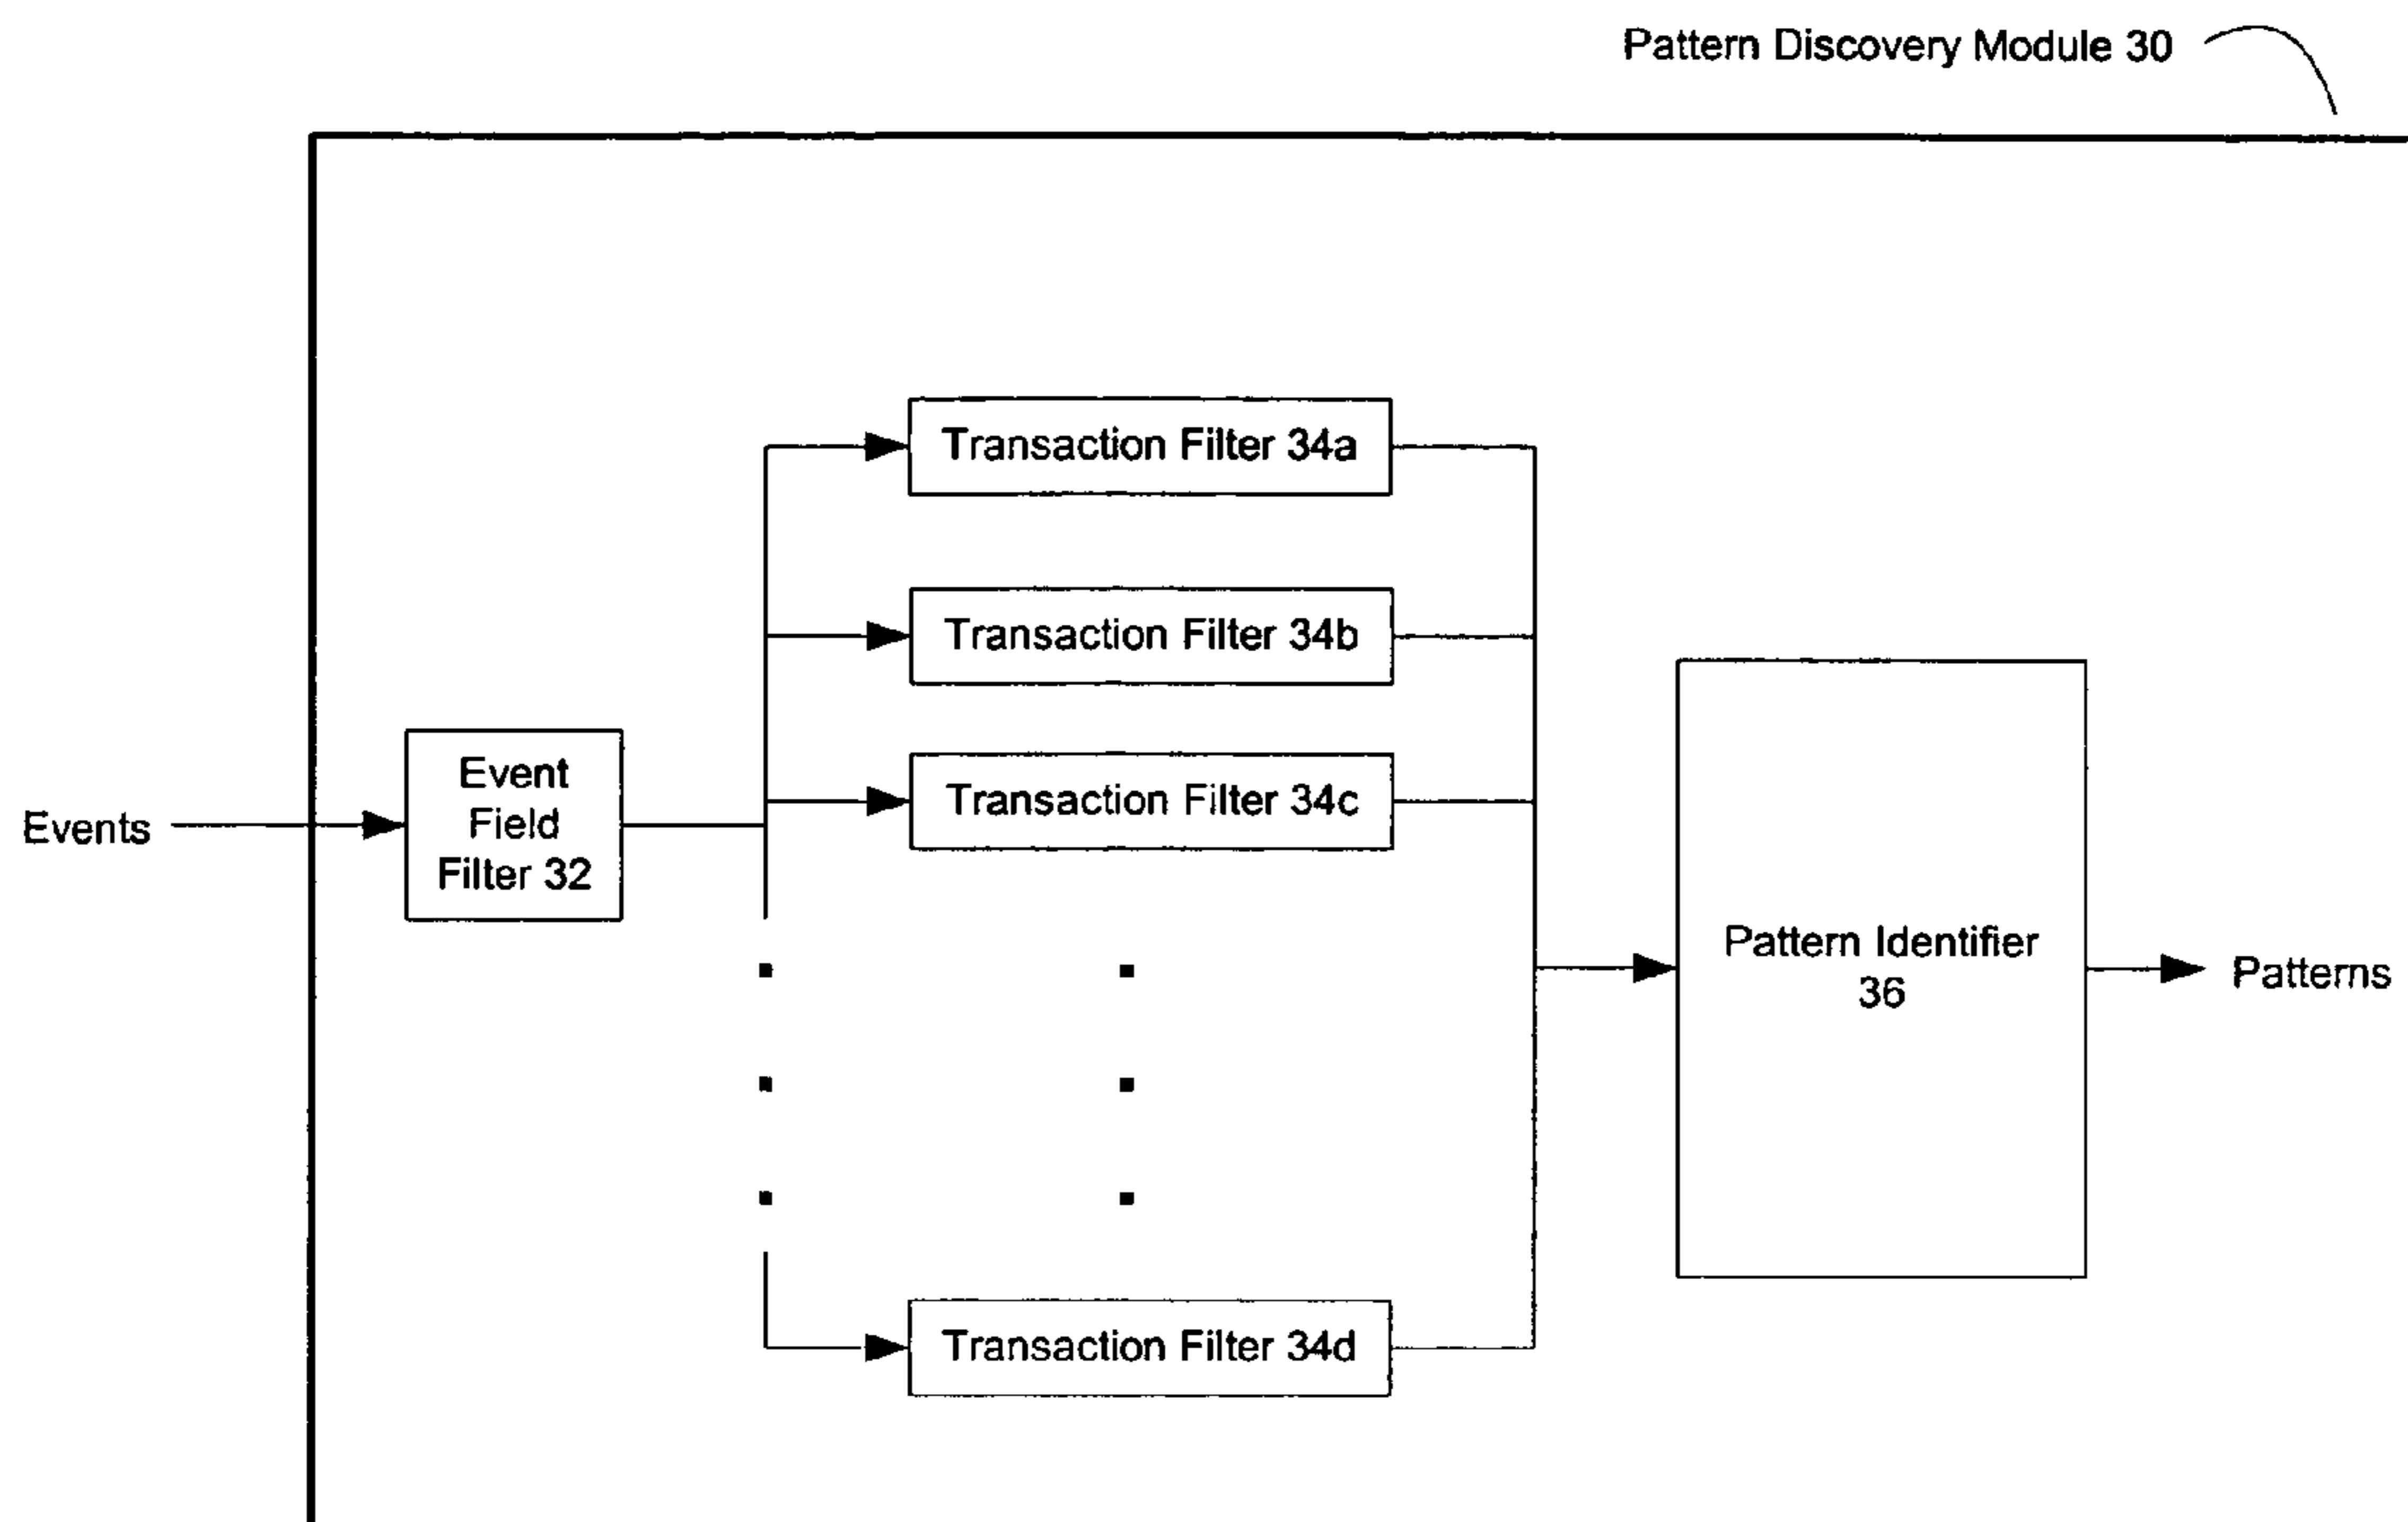 Pattern Discovery Module 30
Transaction Filter 34a
Transaction Filter 34b
Transaction Filter 34c
Event
Field
Filter 32
Events
Pattern Identifier
36
Patterns
Transaction Filter 34d